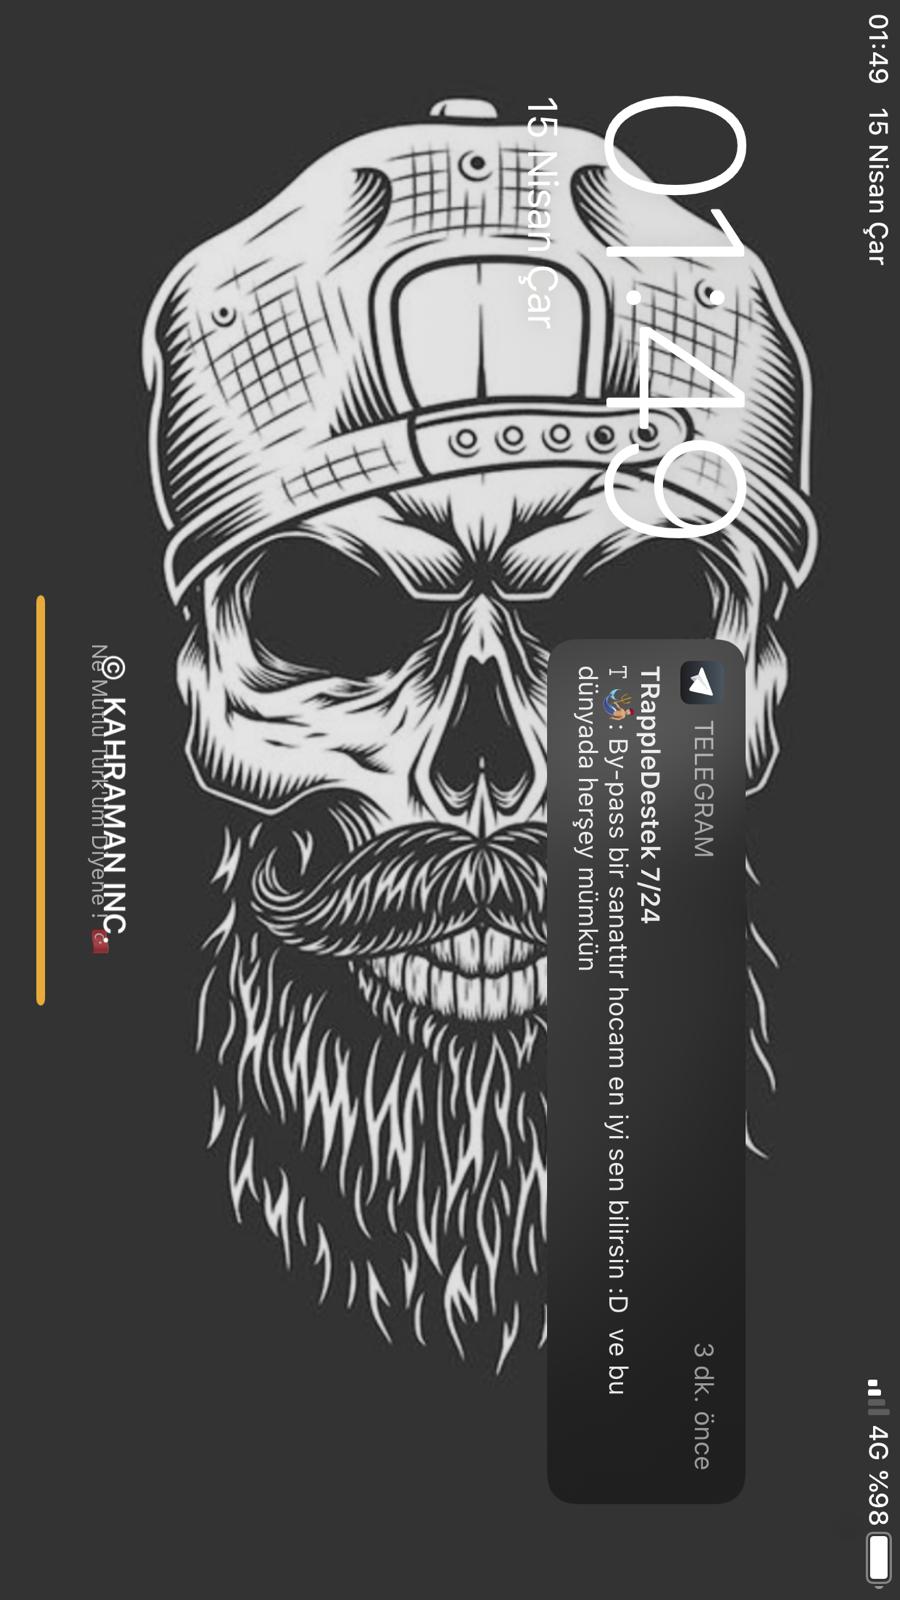 01:49 15 Nisan Çar
4G %98
01:49
15 Nisan Çar
TELEGRAM
3 dk. önce
TRappleDestek 7/24
T 🧜🏻‍♂️: By-pass bir sanattır hocam en iyi sen bilirsin :D ve bu
dünyada herşey mümkün
© KAHRAMAN INC.
Ne Mutlu Türk'üm Diyene ! 🇹🇷